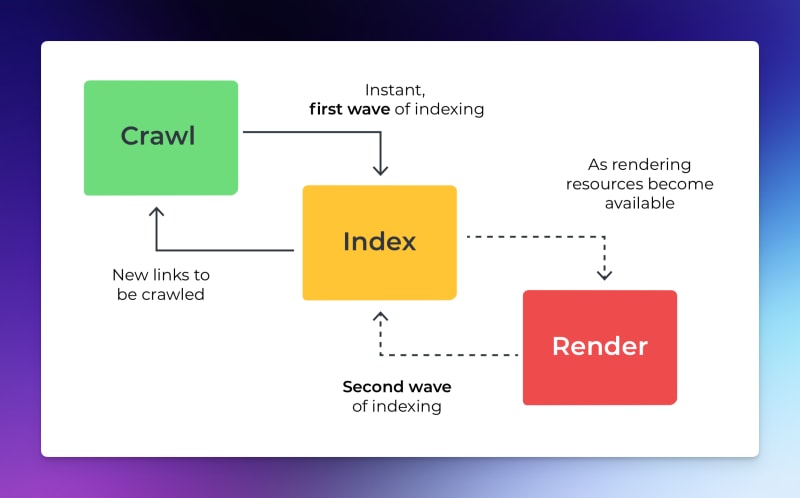 Crawl
Instant,
first wave of indexing
Index
As rendering
resources become
available
New links to
be crawled
Render
Second wave
of indexing